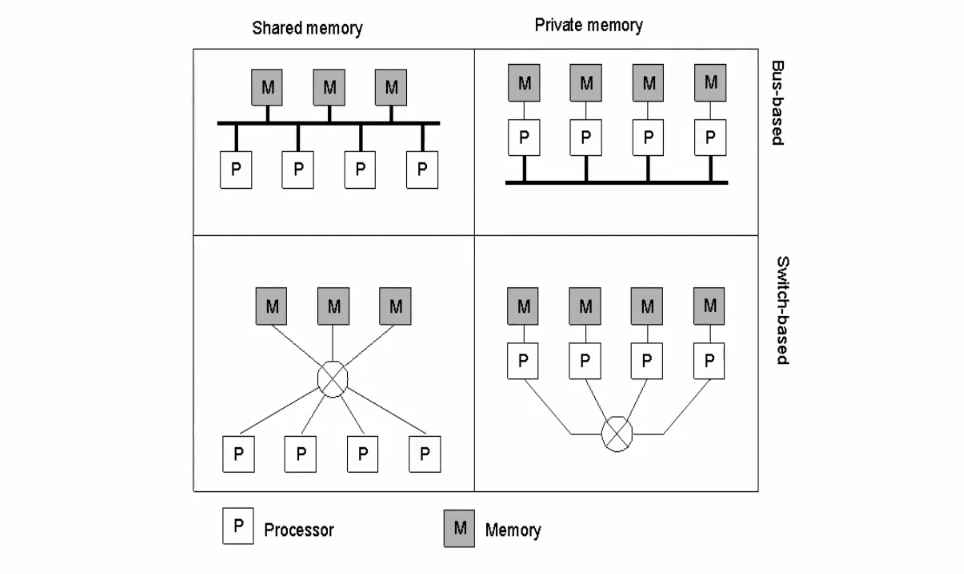 Shared memory
Private memory
M M M
P P P P
M M M M
P P P P
Bus-based
M M M
P P P P
M M M M
P P P P
Switch-based
P Processor
M Memory